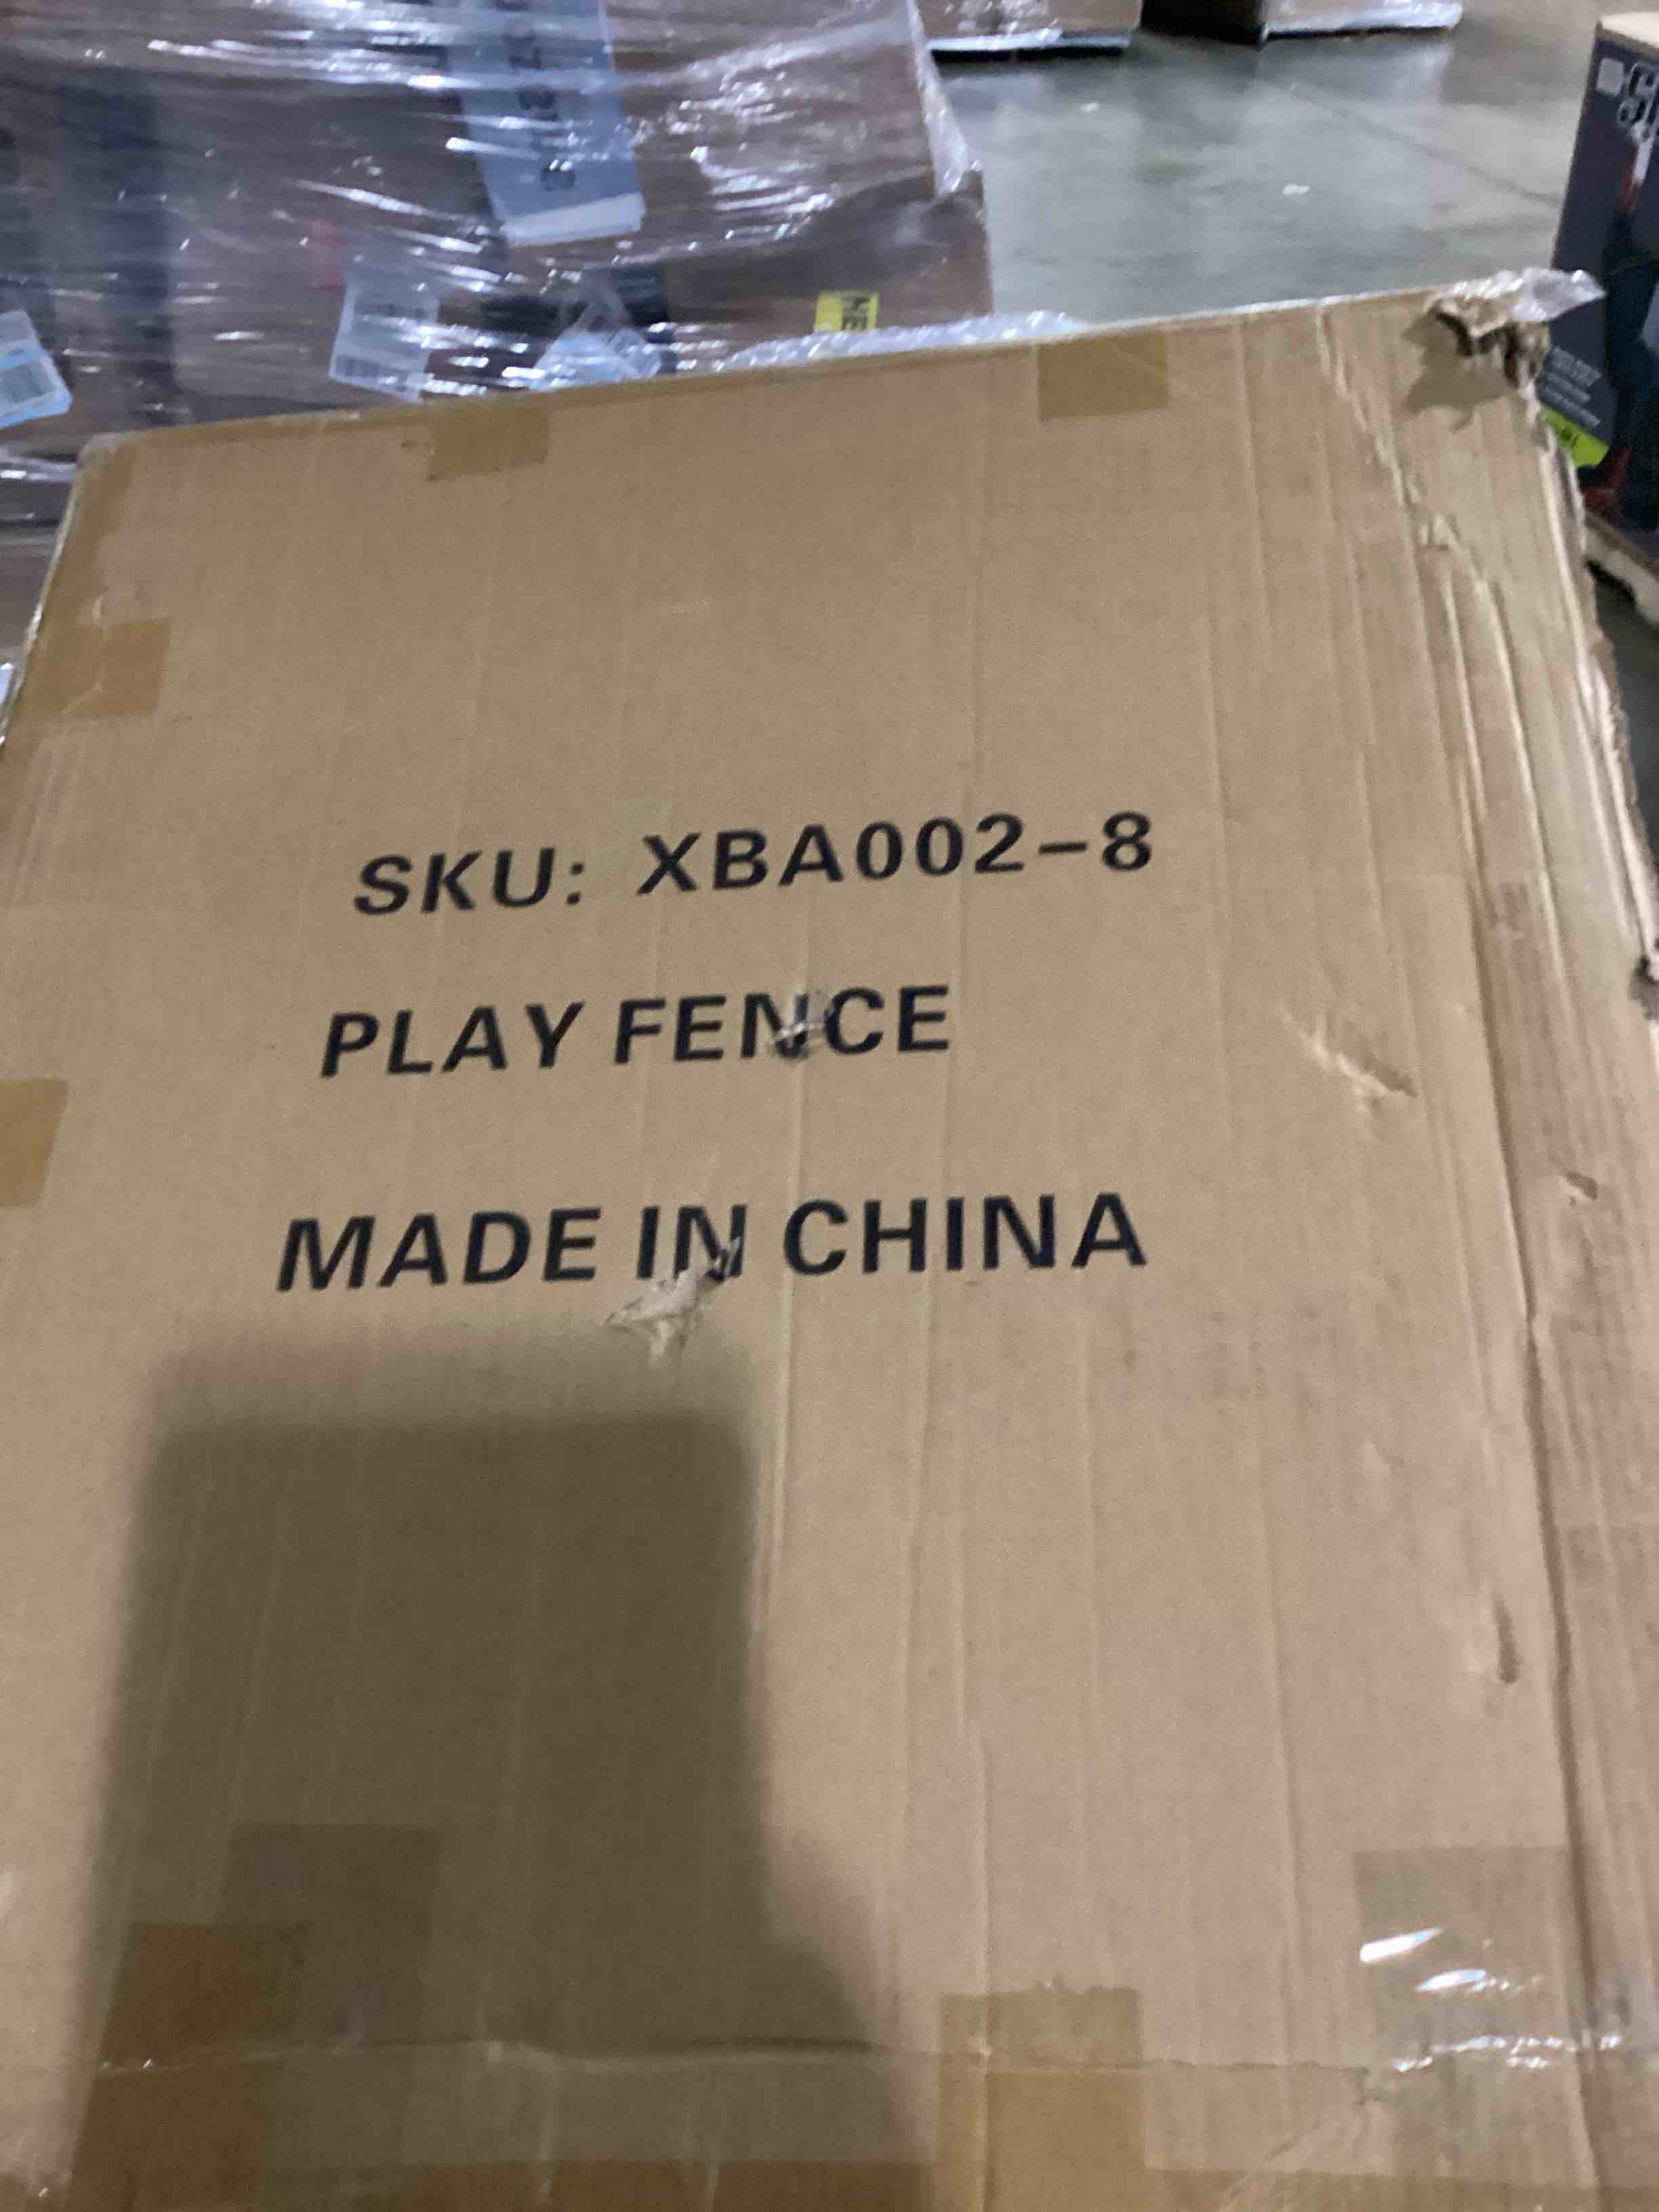 SKU: XBA002-8
PLAY FENCE
MADE IN CHINA